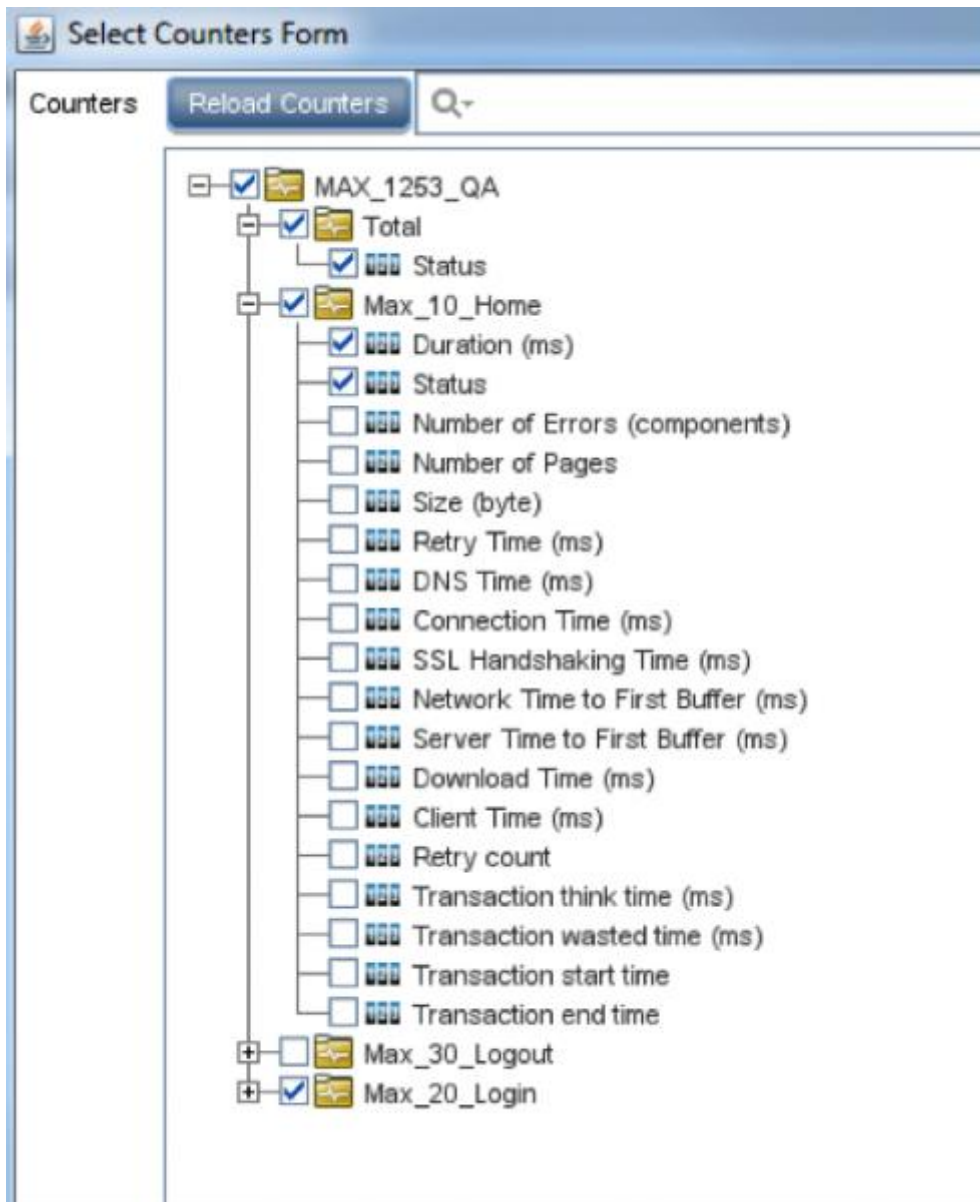 Select Counters Form
Counters Reload Counters
MAX_1253_QA
Total
Status
Max_10_Home
Duration (ms)
Status
Number of Errors (components)
Number of Pages
Size (byte)
Retry Time (ms)
DNS Time (ms)
Connection Time (ms)
SSL Handshaking Time (ms)
Network Time to First Buffer (ms)
Server Time to First Buffer (ms)
Download Time (ms)
Client Time (ms)
Retry count
Transaction think time (ms)
Transaction wasted time (ms)
Transaction start time
Transaction end time
Max_30_Logout
Max_20_Login